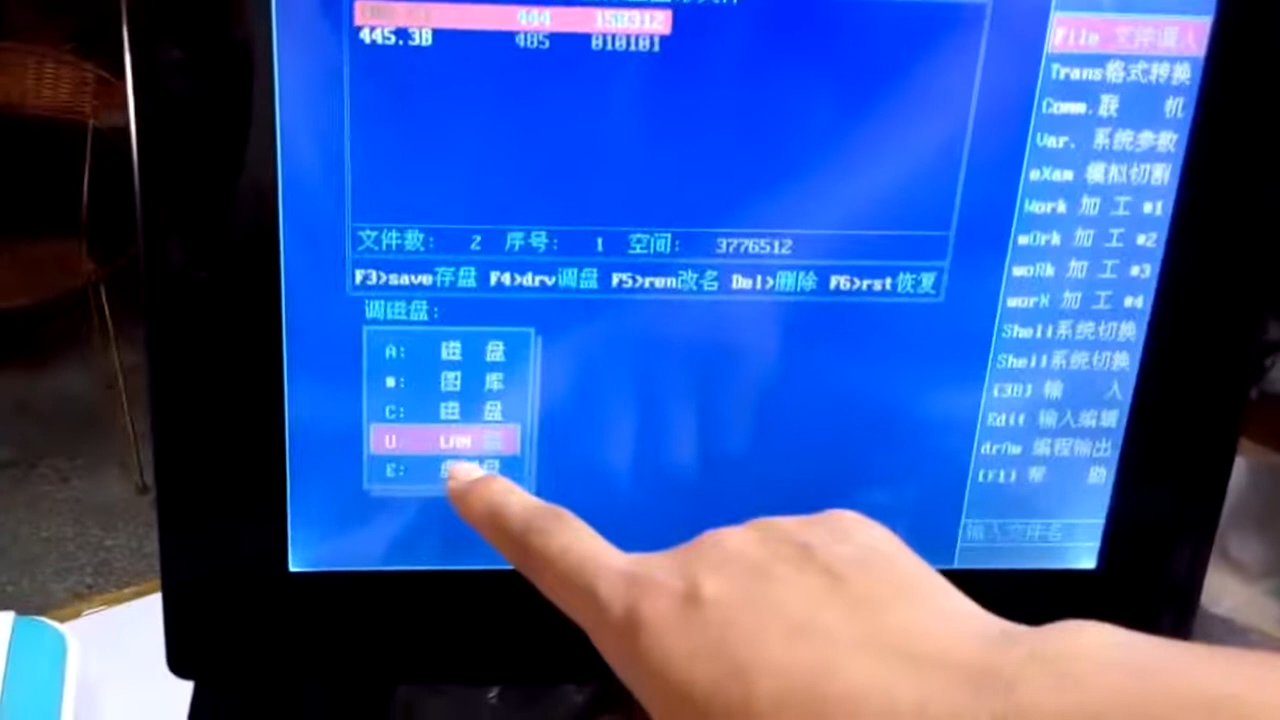 444 158312
445.3B 485 010101
文件数: 2 序号: 1 空间: 3776512
F3>save存盘 F4>drv调盘 F5>ren改名 Del>删除 F6>rst恢复
调磁盘:
A: 磁 盘
图 库
C: 磁 盘
U LAN 盘
E: 盘
File 文件调入
Trans格式转换
Comm.联 机
Var. 系统参数
eXam 模拟切割
Work 加 工 #1
wOrk 加 工 #2
woRk 加 工 #3
worK 加 工 #4
Shell系统切换
Shell系统切换
[3B] 输 入
Edit 输入编辑
drAw 编程输出
[F1] 帮 助
输入文件名